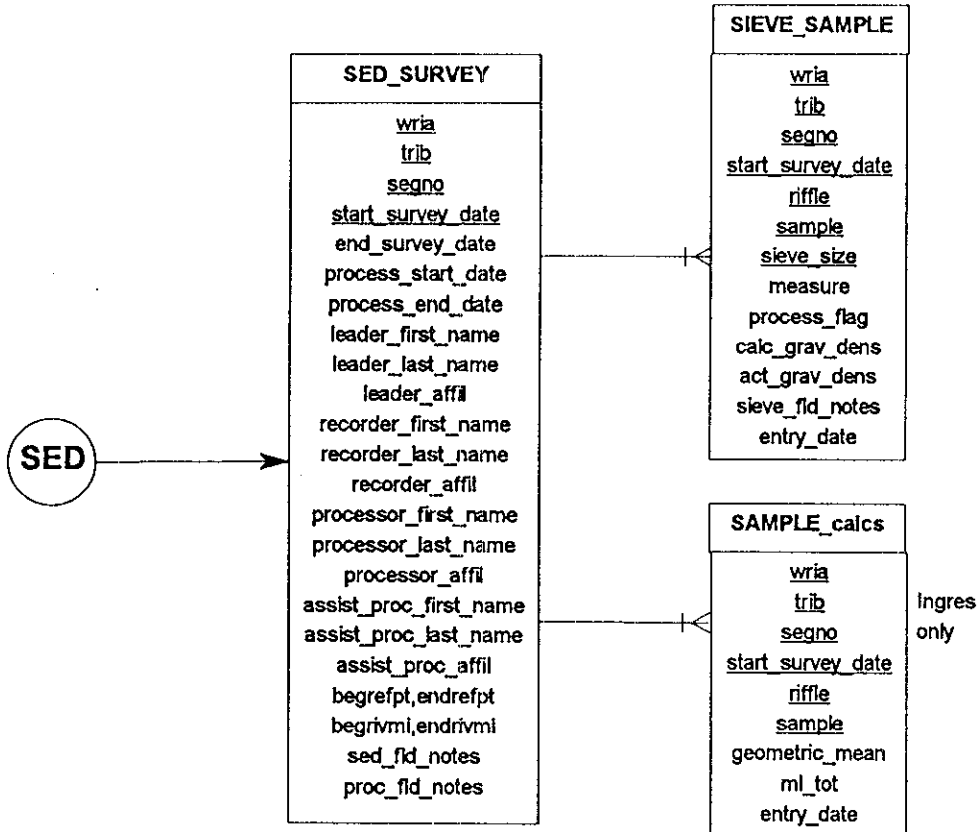 SED
SED_SURVEY
wria
trib
segno
start_survey_date
end_survey_date
process_start_date
process_end_date
leader_first_name
leader_last_name
leader_affil
recorder_first_name
recorder_last_name
recorder_affil
processor_first_name
processor_last_name
processor_affil
assist_proc_first_name
assist_proc_last_name
assist_proc_affil
begrefpt,endrefpt
begrivmi,endrivmi
sed_fld_notes
proc_fld_notes
SIEVE_SAMPLE
wria
trib
segno
start_survey_date
riffle
sample
sieve_size
measure
process_flag
calc_grav_dens
act_grav_dens
sieve_fld_notes
entry_date
SAMPLE_calcs
wria
trib
segno
start_survey_date
riffle
sample
geometric_mean
ml_tot
entry_date
Ingres
only